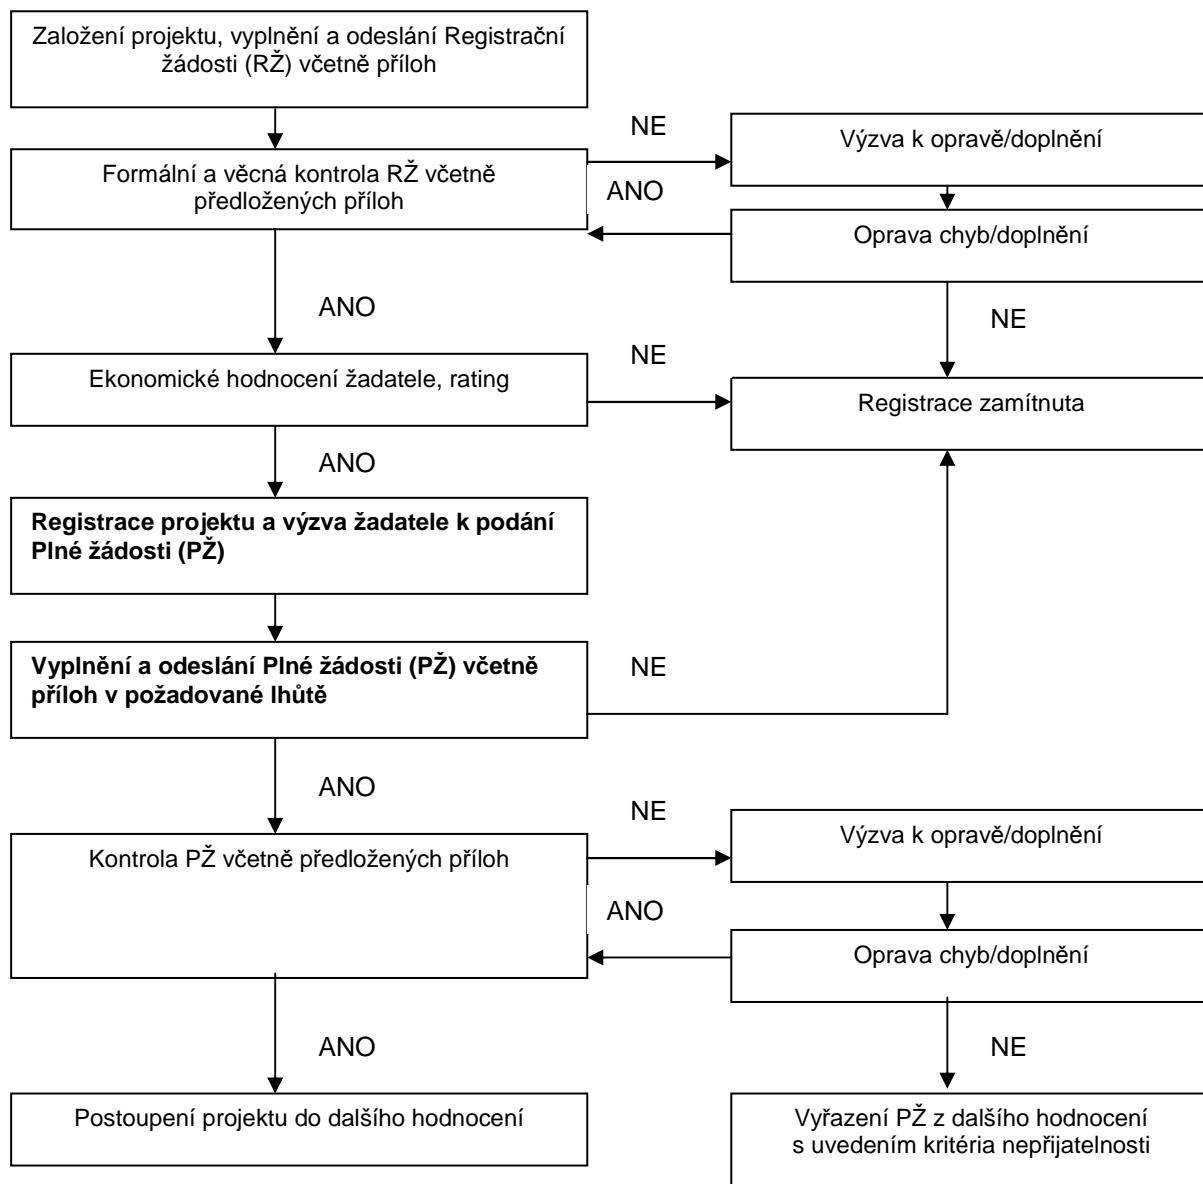 Založení projektu, vyplnění a odeslání Registrační
žádosti (RŽ) včetně příloh
NE
Výzva k opravě/doplnění
Formální a věcná kontrola RŽ včetně
předložených příloh
ANO
Oprava chyb/doplnění
ANO
NE
NE
Ekonomické hodnocení žadatele, rating
Registrace zamítnuta
ANO
Registrace projektu a výzva žadatele k podání
Plné žádosti (PŽ)
Vyplnění a odeslání Plné žádosti (PŽ) včetně
příloh v požadované lhůtě
NE
ANO
NE
Výzva k opravě/doplnění
Kontrola PŽ včetně předložených příloh
ANO
Oprava chyb/doplnění
ANO
NE
Postoupení projektu do dalšího hodnocení
Vyřazení PŽ z dalšího hodnocení
s uvedením kritéria nepřijatelnosti